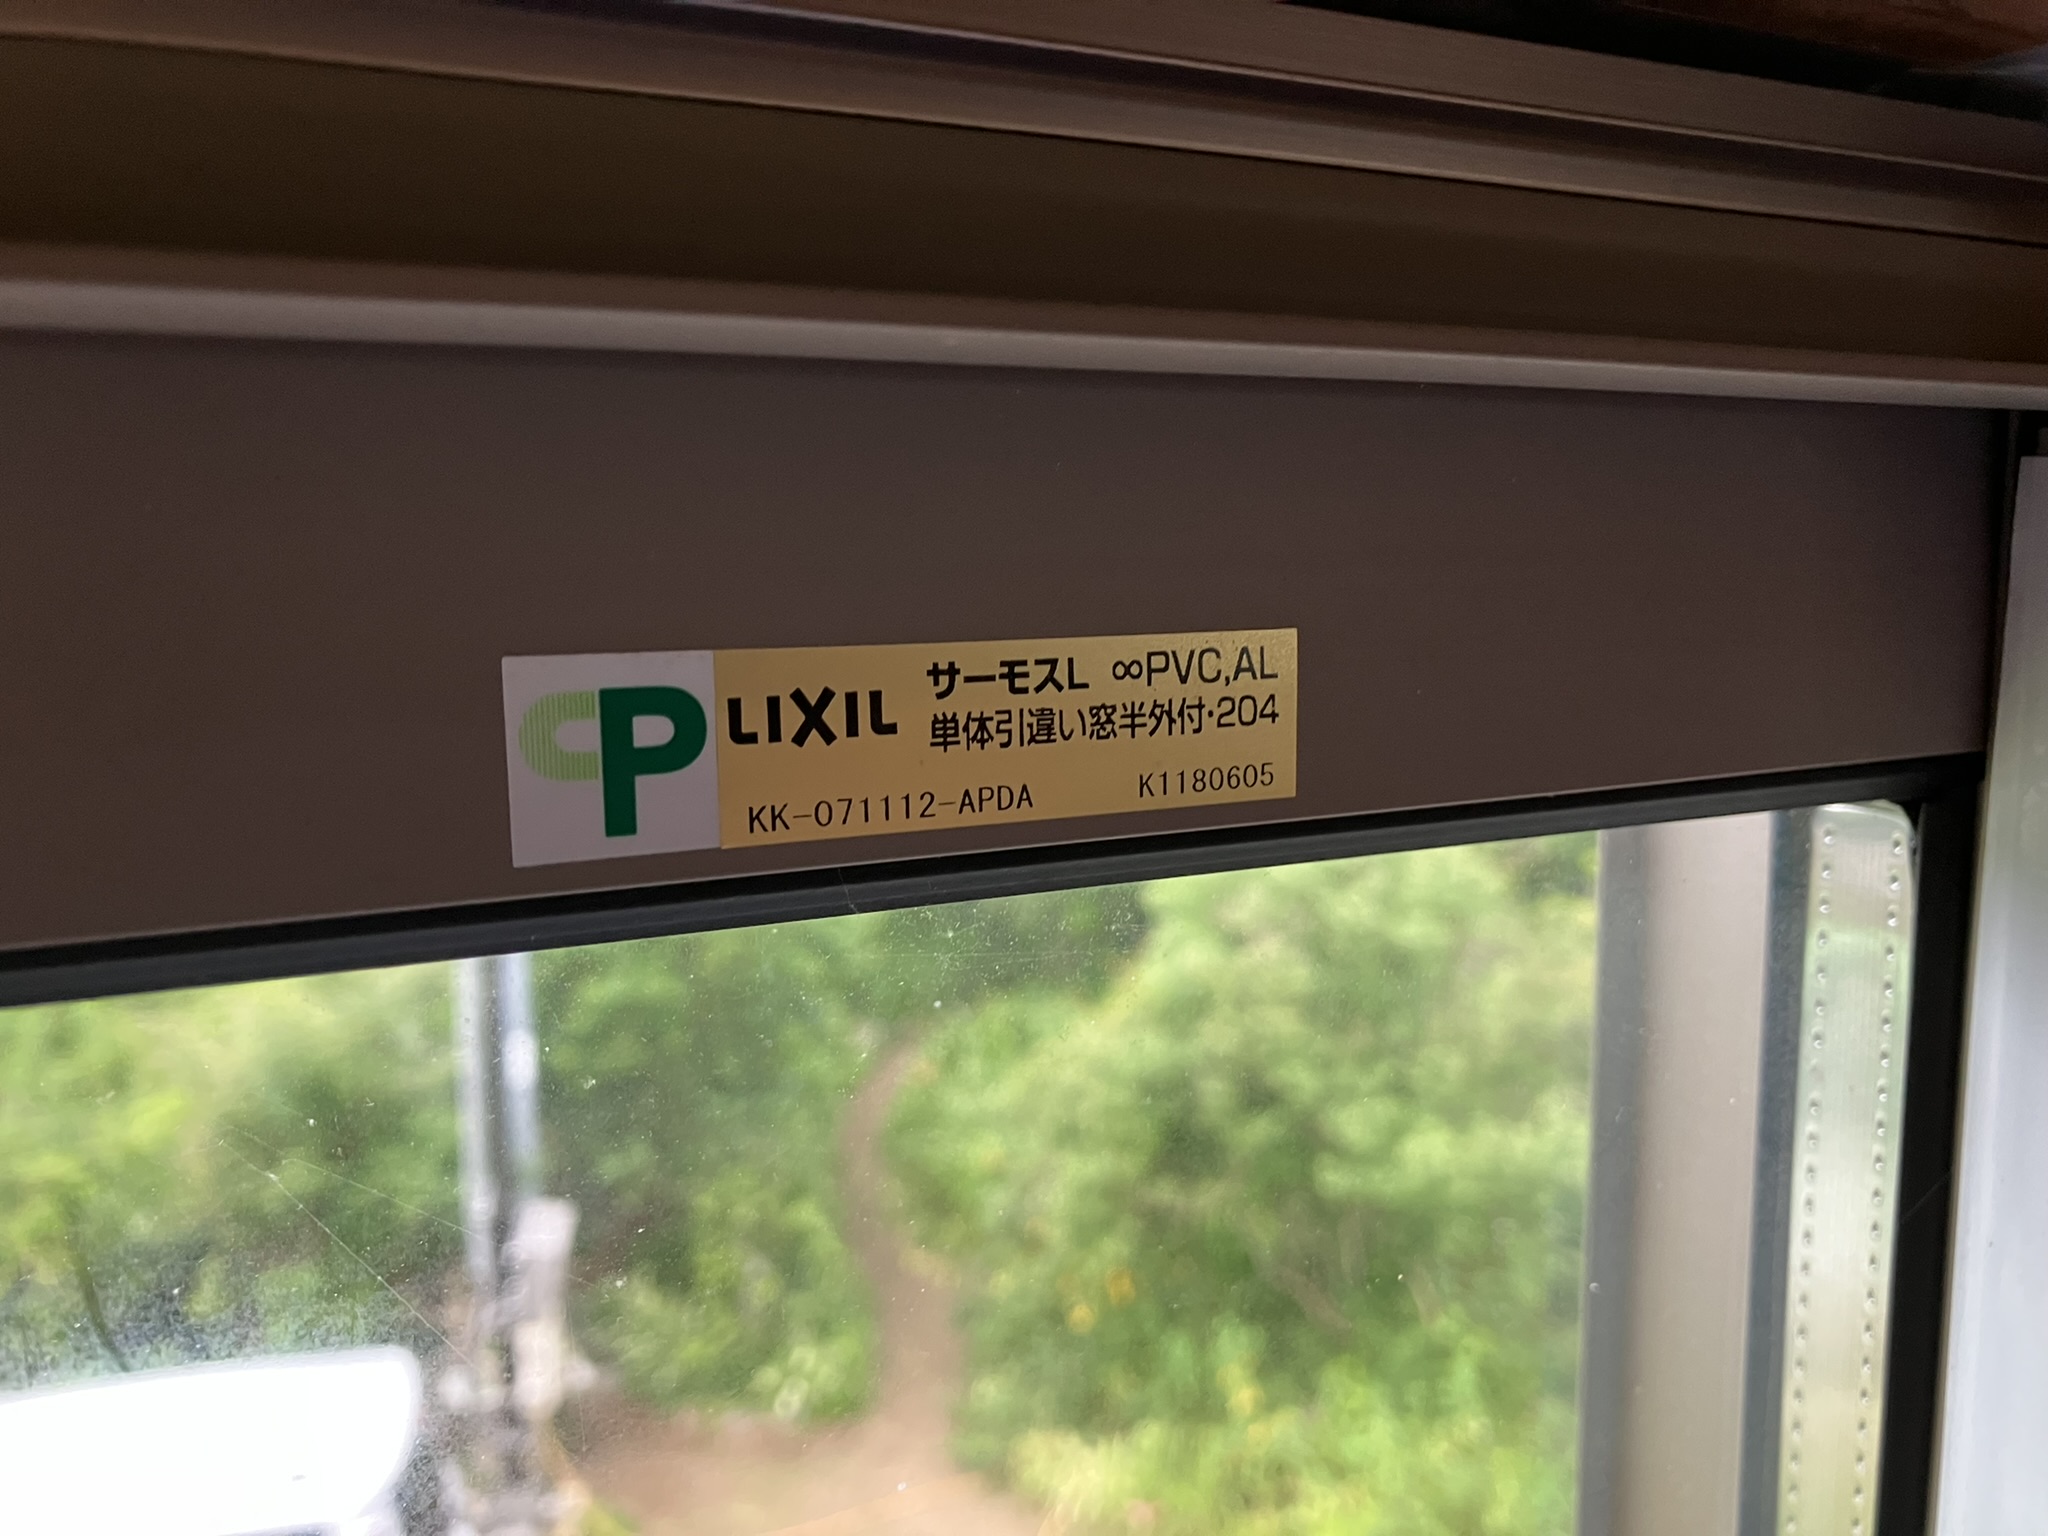 CP
LIXIL
サーモスL ∞PVC,AL
単体引違い窓半外付・204
KK-071112-APDA K1180605